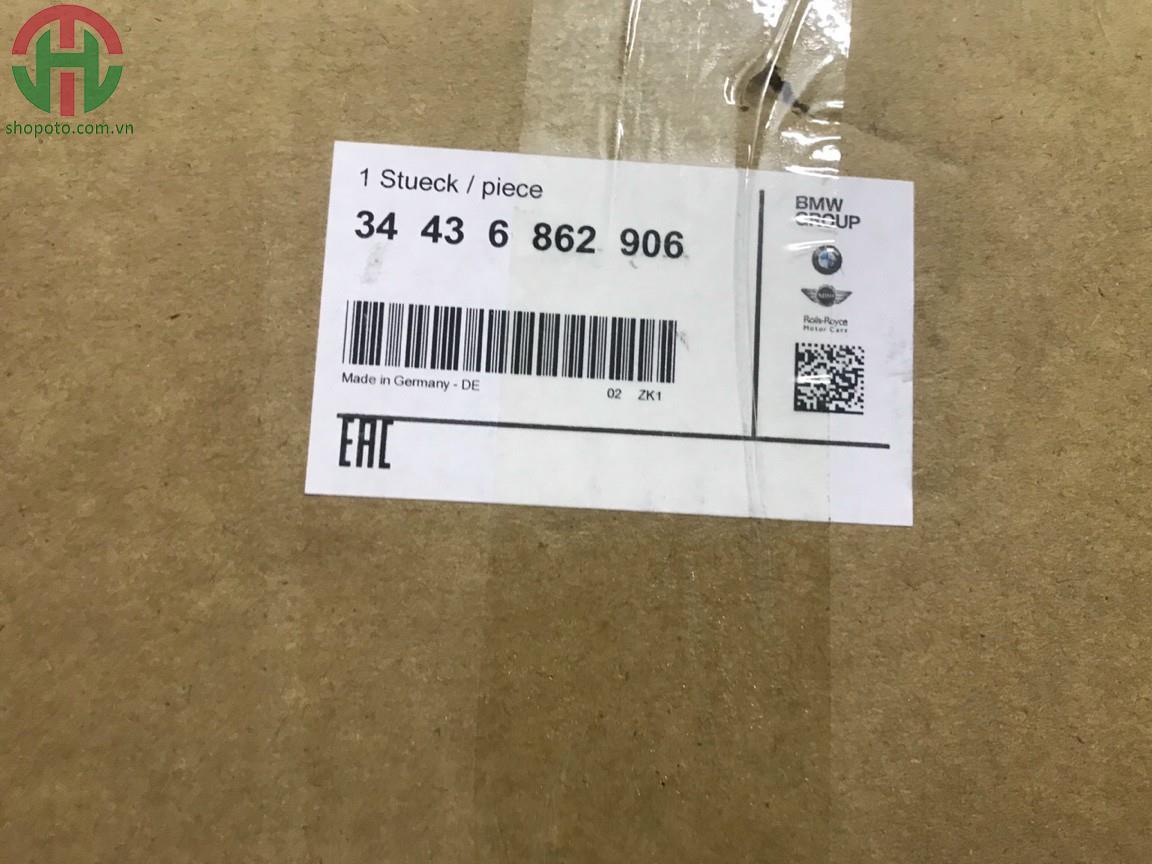 shopoto.com.vn
1 Stueck / piece
34 43 6 862 906
Made in Germany - DE
02 ZK1
EAC
BMW
GROUP
MINI
Rolls-Royce
Motor Cars